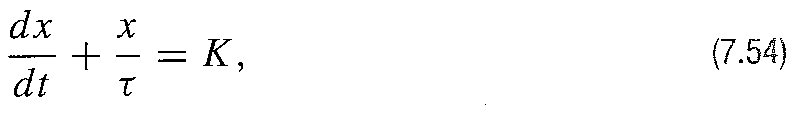 dx/dt + x/τ = K, (7.54)